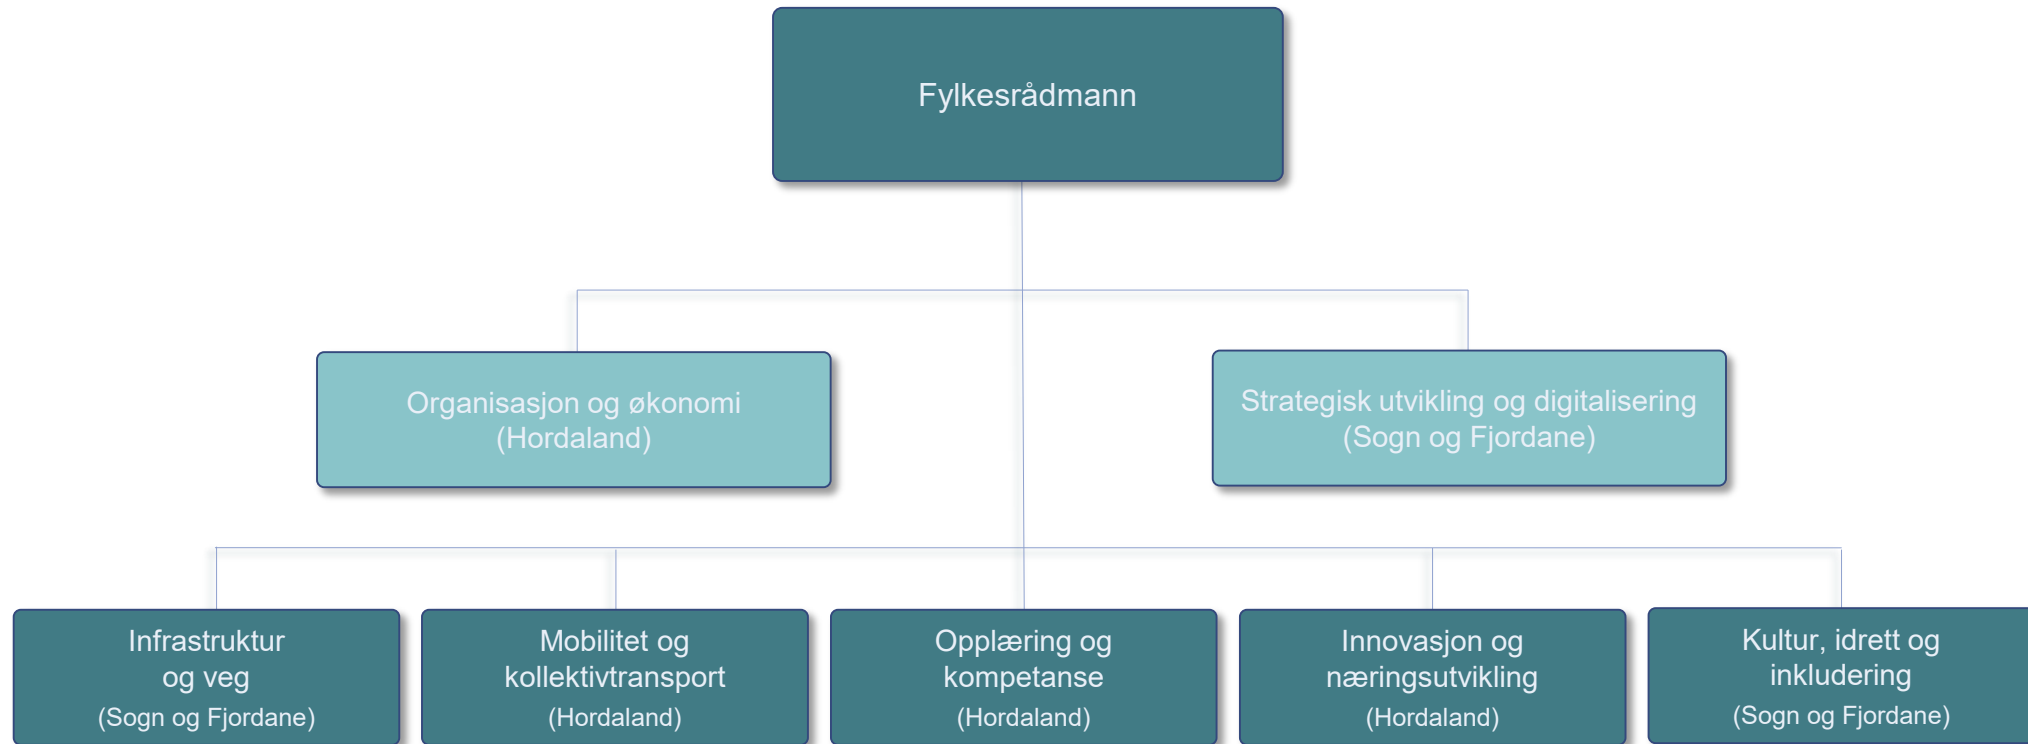 Fylkesrådmann
Organisasjon og økonomi
(Hordaland)
Strategisk utvikling og digitalisering
(Sogn og Fjordane)
Infrastruktur
og veg
(Sogn og Fjordane)
Mobilitet og
kollektivtransport
(Hordaland)
Opplæring og
kompetanse
(Hordaland)
Innovasjon og
næringsutvikling
(Hordaland)
Kultur, idrett og
inkludering
(Sogn og Fjordane)